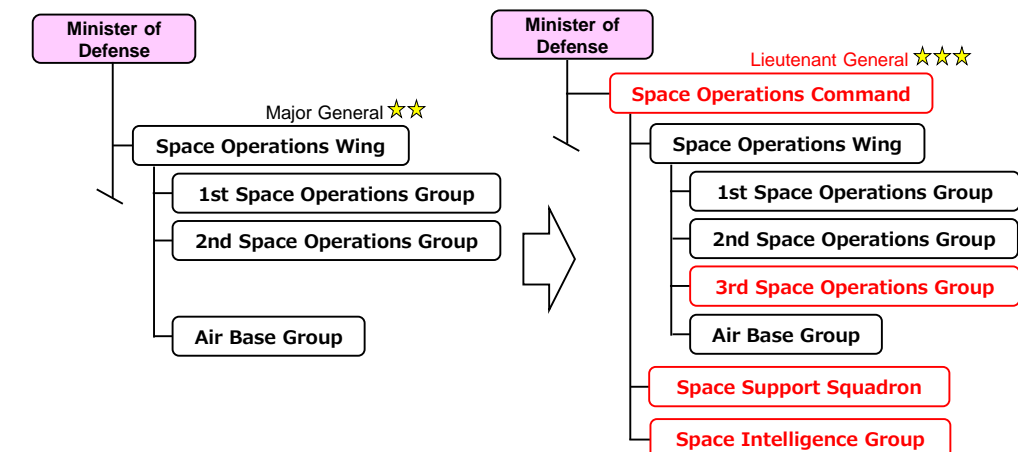 Minister of
Defense
Major General
Space Operations Wing
1st Space Operations Group
2nd Space Operations Group
Air Base Group
Minister of
Defense
Lieutenant General
Space Operations Command
Space Operations Wing
1st Space Operations Group
2nd Space Operations Group
3rd Space Operations Group
Air Base Group
Space Support Squadron
Space Intelligence Group